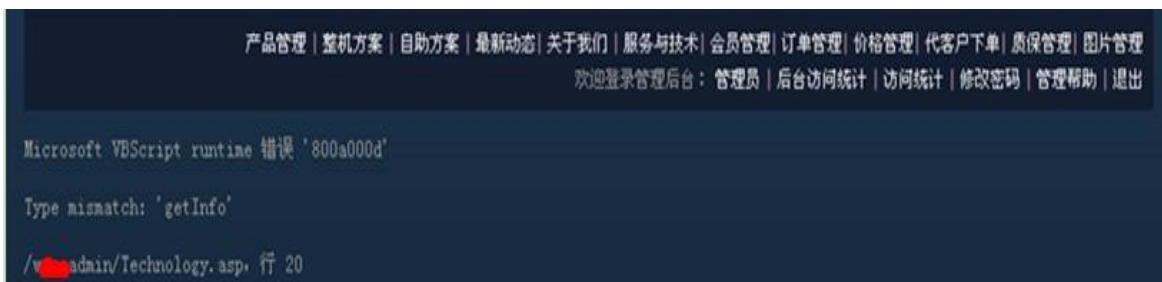 产品管理 | 整机方案 | 自助方案 | 最新动态| 关于我们 | 服务与技术| 会员管理| 订单管理| 价格管理| 代客户下单| 质保管理| 图片管理
欢迎登录管理后台: 管理员 | 后台访问统计 | 访问统计 | 修改密码 | 管理帮助 | 退出
Microsoft VBScript runtime 错误 '800a000d'
Type mismatch: 'getInfo'
admin/Technology.asp, 行 20